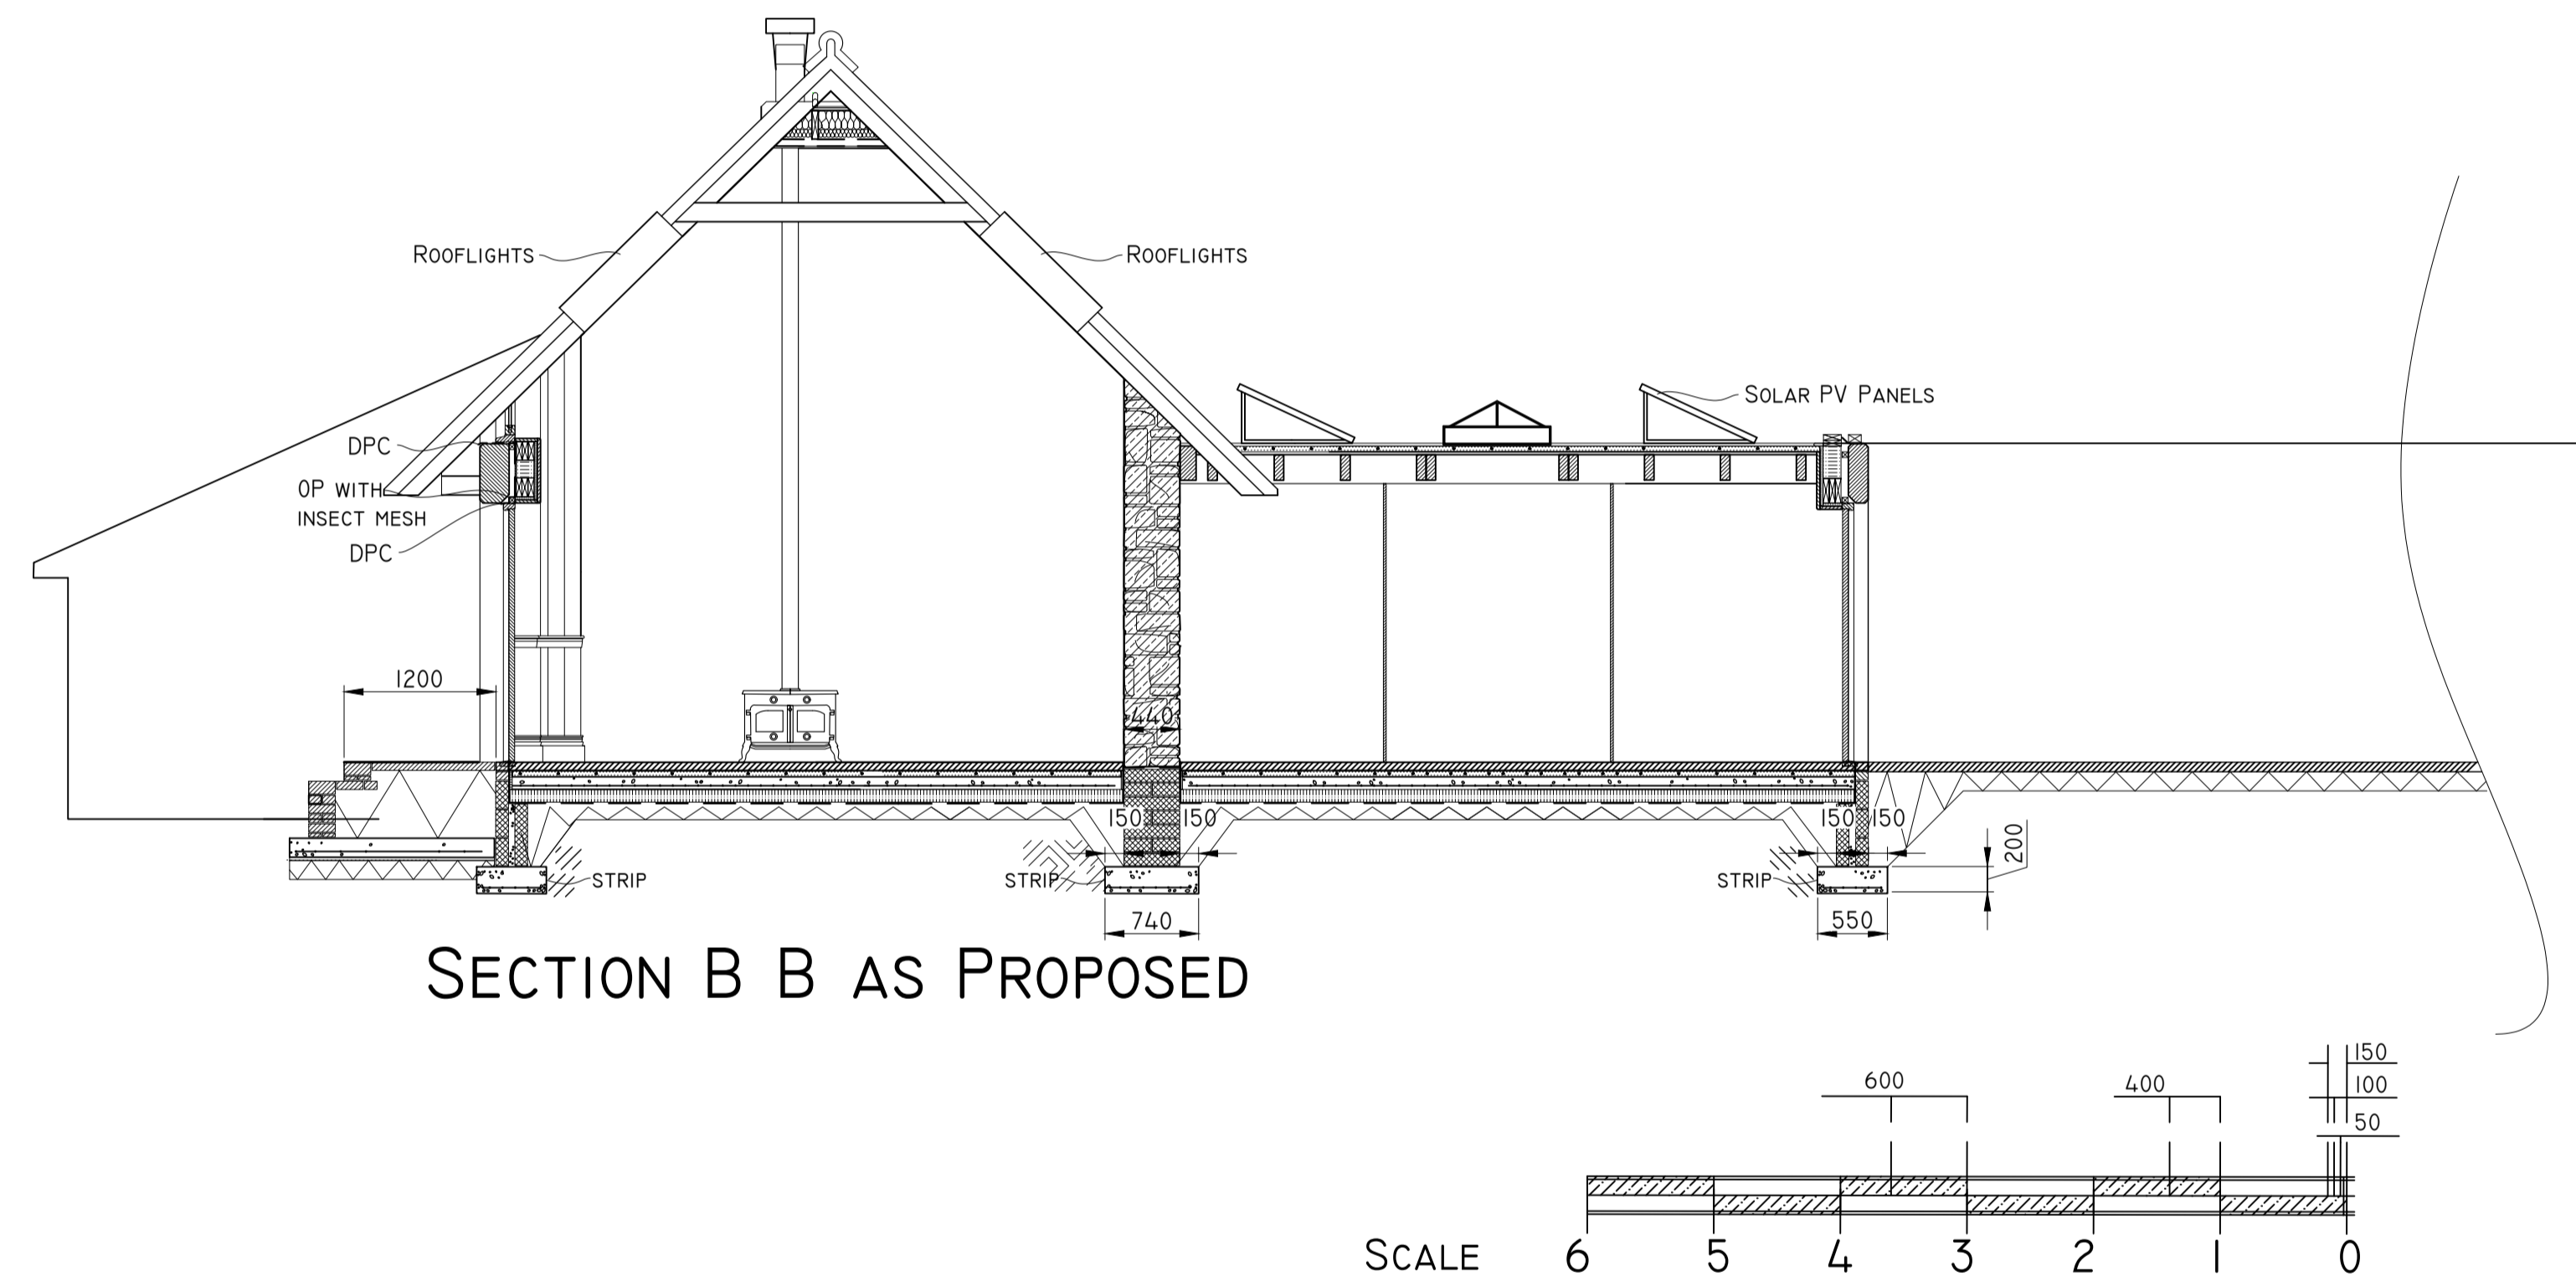 ROOFLIGHTS
ROOFLIGHTS
SOLAR PV PANELS
DPC
OP WITH
INSECT MESH
DPC
1200
440
150
150
150
150
200
STRIP
STRIP
STRIP
740
550
SECTION B B AS PROPOSED
150
600
400
100
50
SCALE 6 5 4 3 2 1 0